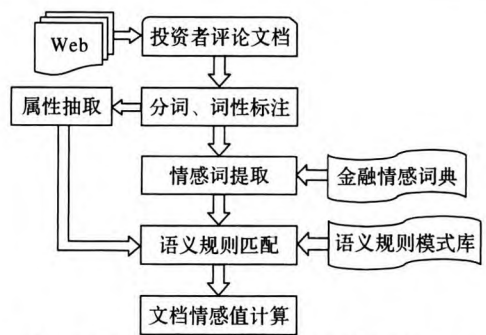 Web
投资者评论文档
属性抽取
分词、词性标注
情感词提取
金融情感词典
语义规则匹配
语义规则模式库
文档情感值计算